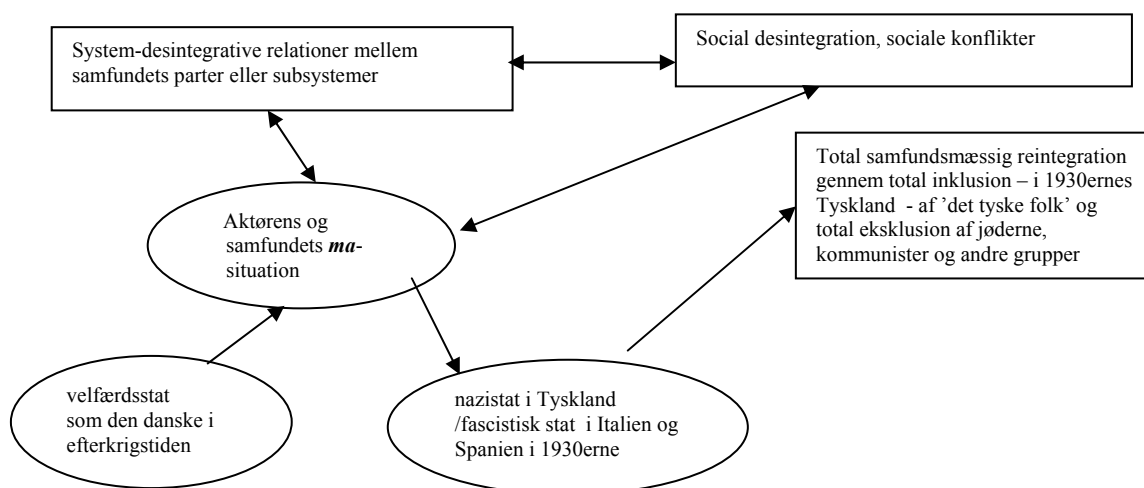 System-desintegrative relationer mellem
samfundets parter eller subsystemer
Social desintegration, sociale konflikter
Total samfundsmæssig reintegration
gennem total inklusion – i 1930ernes
Tyskland - af ’det tyske folk’ og
total eksklusion af jøderne,
kommunister og andre grupper
Aktørens og
samfundets ma-
situation
velfærdsstat
som den danske i
efterkrigstiden
nazistat i Tyskland
/fascistisk stat i Italien og
Spanien i 1930erne